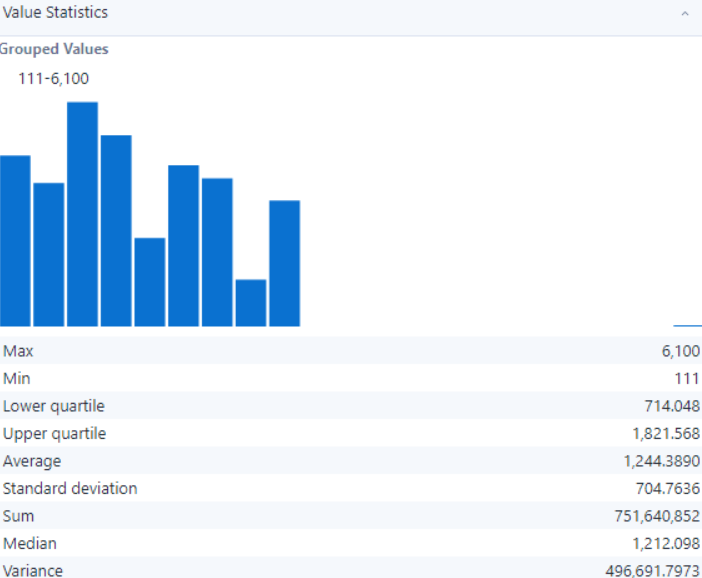 Value Statistics
Grouped Values
111-6,100
Max 6,100
Min 111
Lower quartile 714.048
Upper quartile 1,821.568
Average 1,244.3890
Standard deviation 704.7636
Sum 751,640,852
Median 1,212.098
Variance 496,691.7973